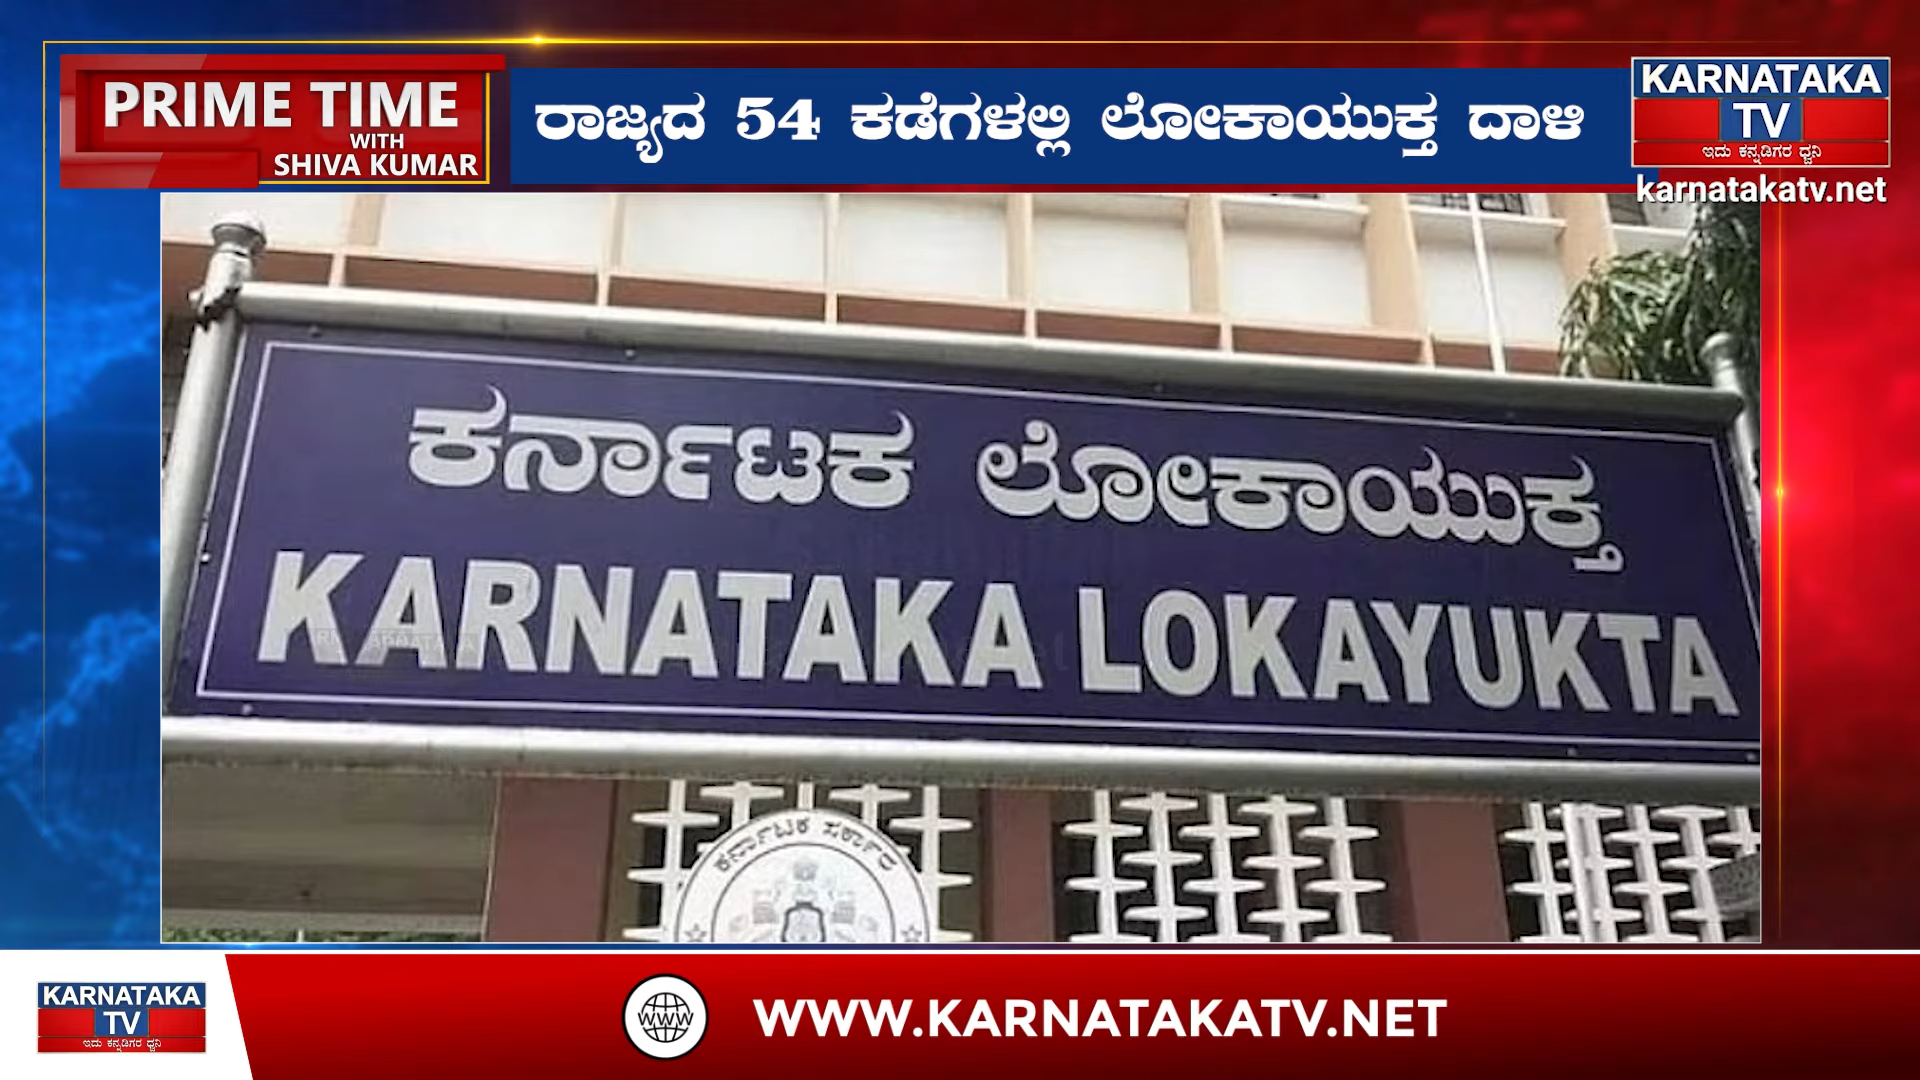 PRIME TIME
WITH
SHIVA KUMAR
ರಾಜ್ಯದ 54 ಕಡೆಗಳಲ್ಲಿ ಲೋಕಾಯುಕ್ತ ದಾಳಿ
KARNATAKA
TV
ಇದು ಕನ್ನಡಿಗರ ಧ್ವನಿ
karnatakatv.net
ಕರ್ನಾಟಕ ಲೋಕಾಯುಕ್ತ
KARNATAKA LOKAYUKTA
ಕರ್ನಾಟಕ ಸರ್ಕಾರ
KARNATAKA
TV
ಇದು ಕನ್ನಡಿಗರ ಧ್ವನಿ
WWW
WWW.KARNATAKATV.NET